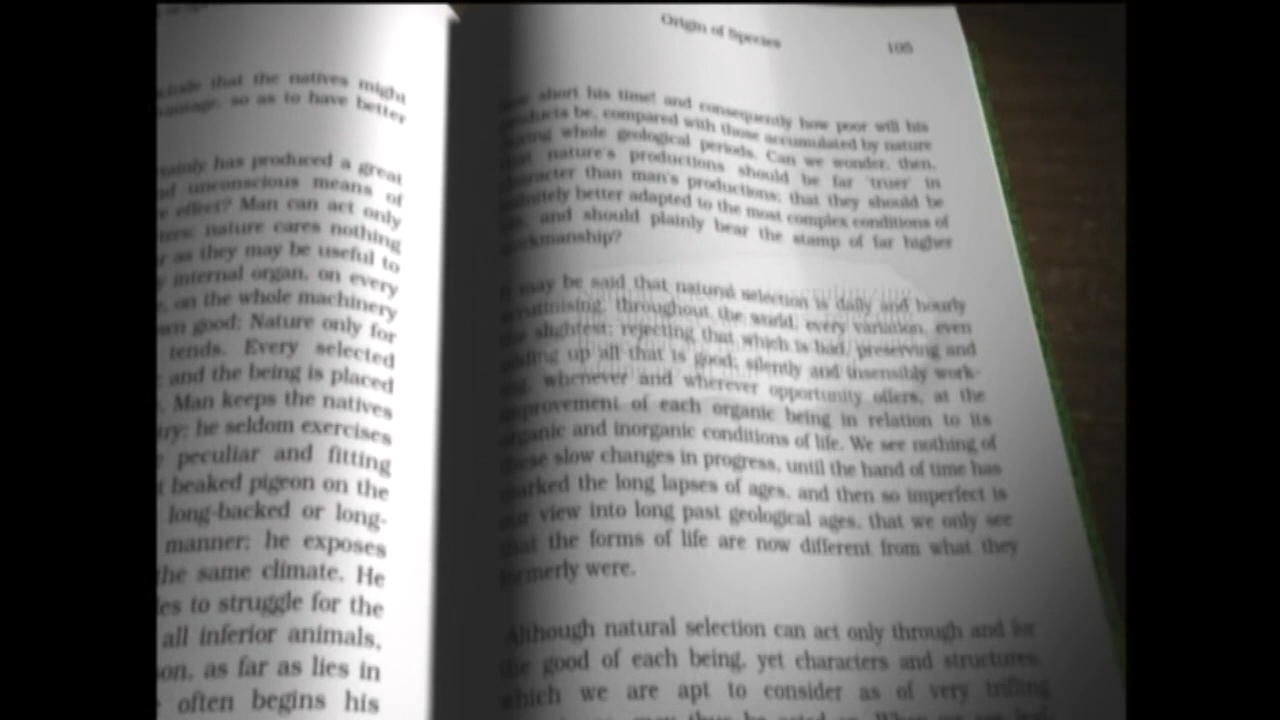 that the natives might
so as to have better
has produced a great
unconscious means of
effect? Man can act only
nature cares nothing
as they may be useful to
internal organ, on every
on the whole machinery
good; Nature only for
tends. Every selected
and the being is placed
Man keeps the natives
he seldom exercises
peculiar and fitting
beaked pigeon on the
long-backed or long-
manner; he exposes
the same climate. He
to struggle for the
all inferior animals,
as far as lies in
often begins his
Origin of Species
105
short his time! and consequently how poor will his
be, compared with those accumulated by nature
whole geological periods. Can we wonder, then,
nature's productions should be far 'truer' in
than man's productions; that they should be
better adapted to the most complex conditions of
and should plainly bear the stamp of far higher
workmanship?
may be said that natural selection is daily and hourly
scrutinising, throughout the world, every variation, even
slightest; rejecting that which is bad, preserving and
adding up all that is good; silently and insensibly work-
whenever and wherever opportunity offers, at the
improvement of each organic being in relation to its
organic and inorganic conditions of life. We see nothing of
these slow changes in progress, until the hand of time has
marked the long lapses of ages, and then so imperfect is
our view into long past geological ages, that we only see
that the forms of life are now different from what they
formerly were.
Although natural selection can act only through and for
the good of each being, yet characters and structures,
which we are apt to consider as of very trifling